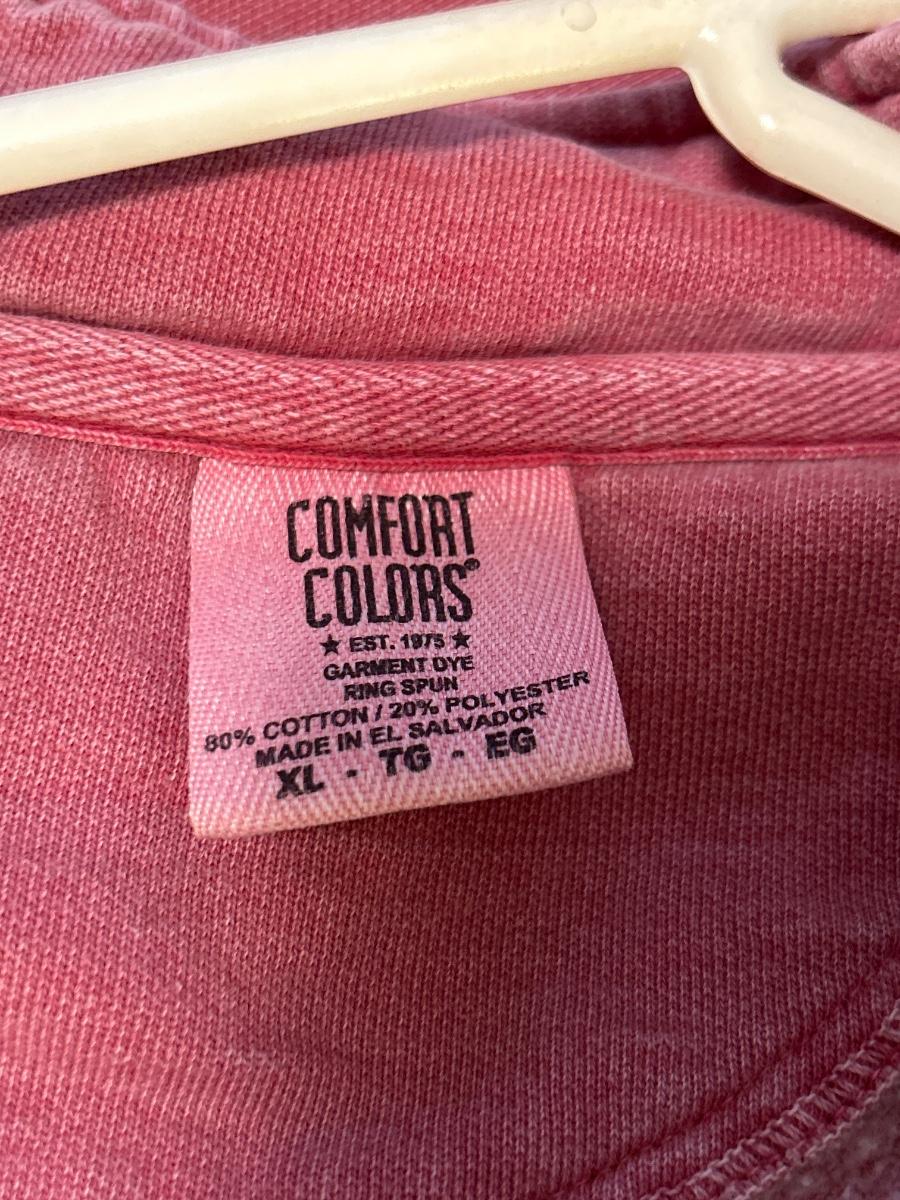 COMFORT
COLORS®
★ EST. 1975 ★
GARMENT DYE
RING SPUN
80% COTTON / 20% POLYESTER
MADE IN EL SALVADOR
XL - TG - EG